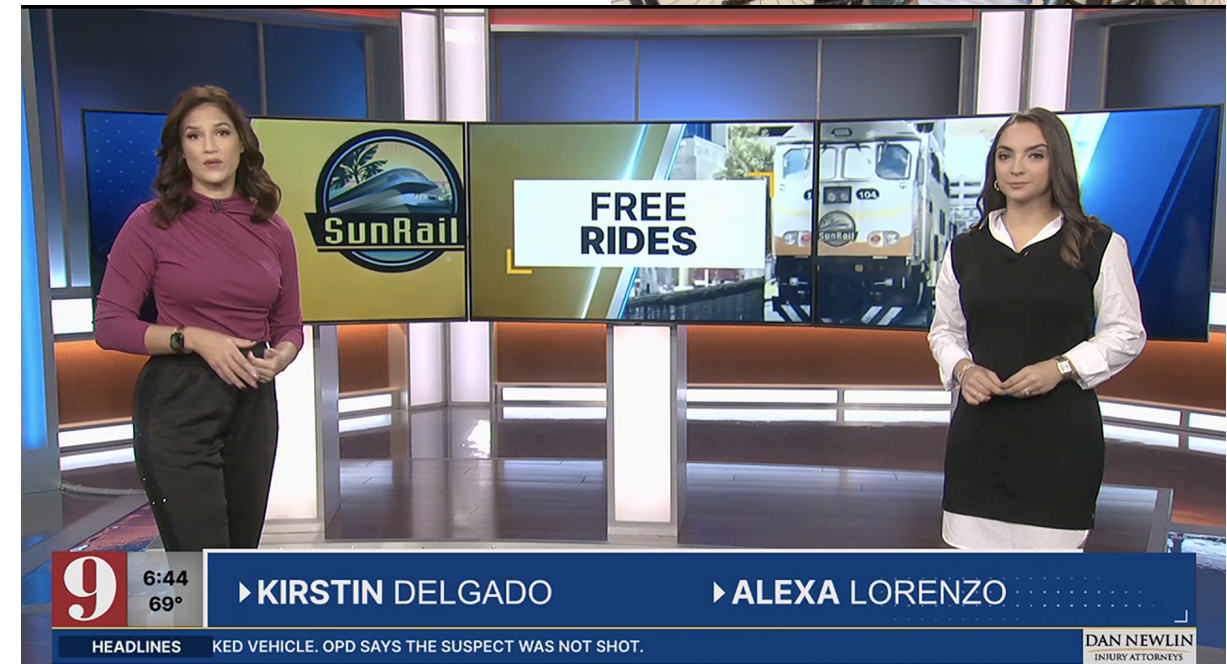 SunRail
FREE
RIDES
104
SunRail
9
6:44
69°
KIRSTIN DELGADO
ALEXA LORENZO
HEADLINES
KED VEHICLE. OPD SAYS THE SUSPECT WAS NOT SHOT.
DAN NEWLIN
INJURY ATTORNEYS